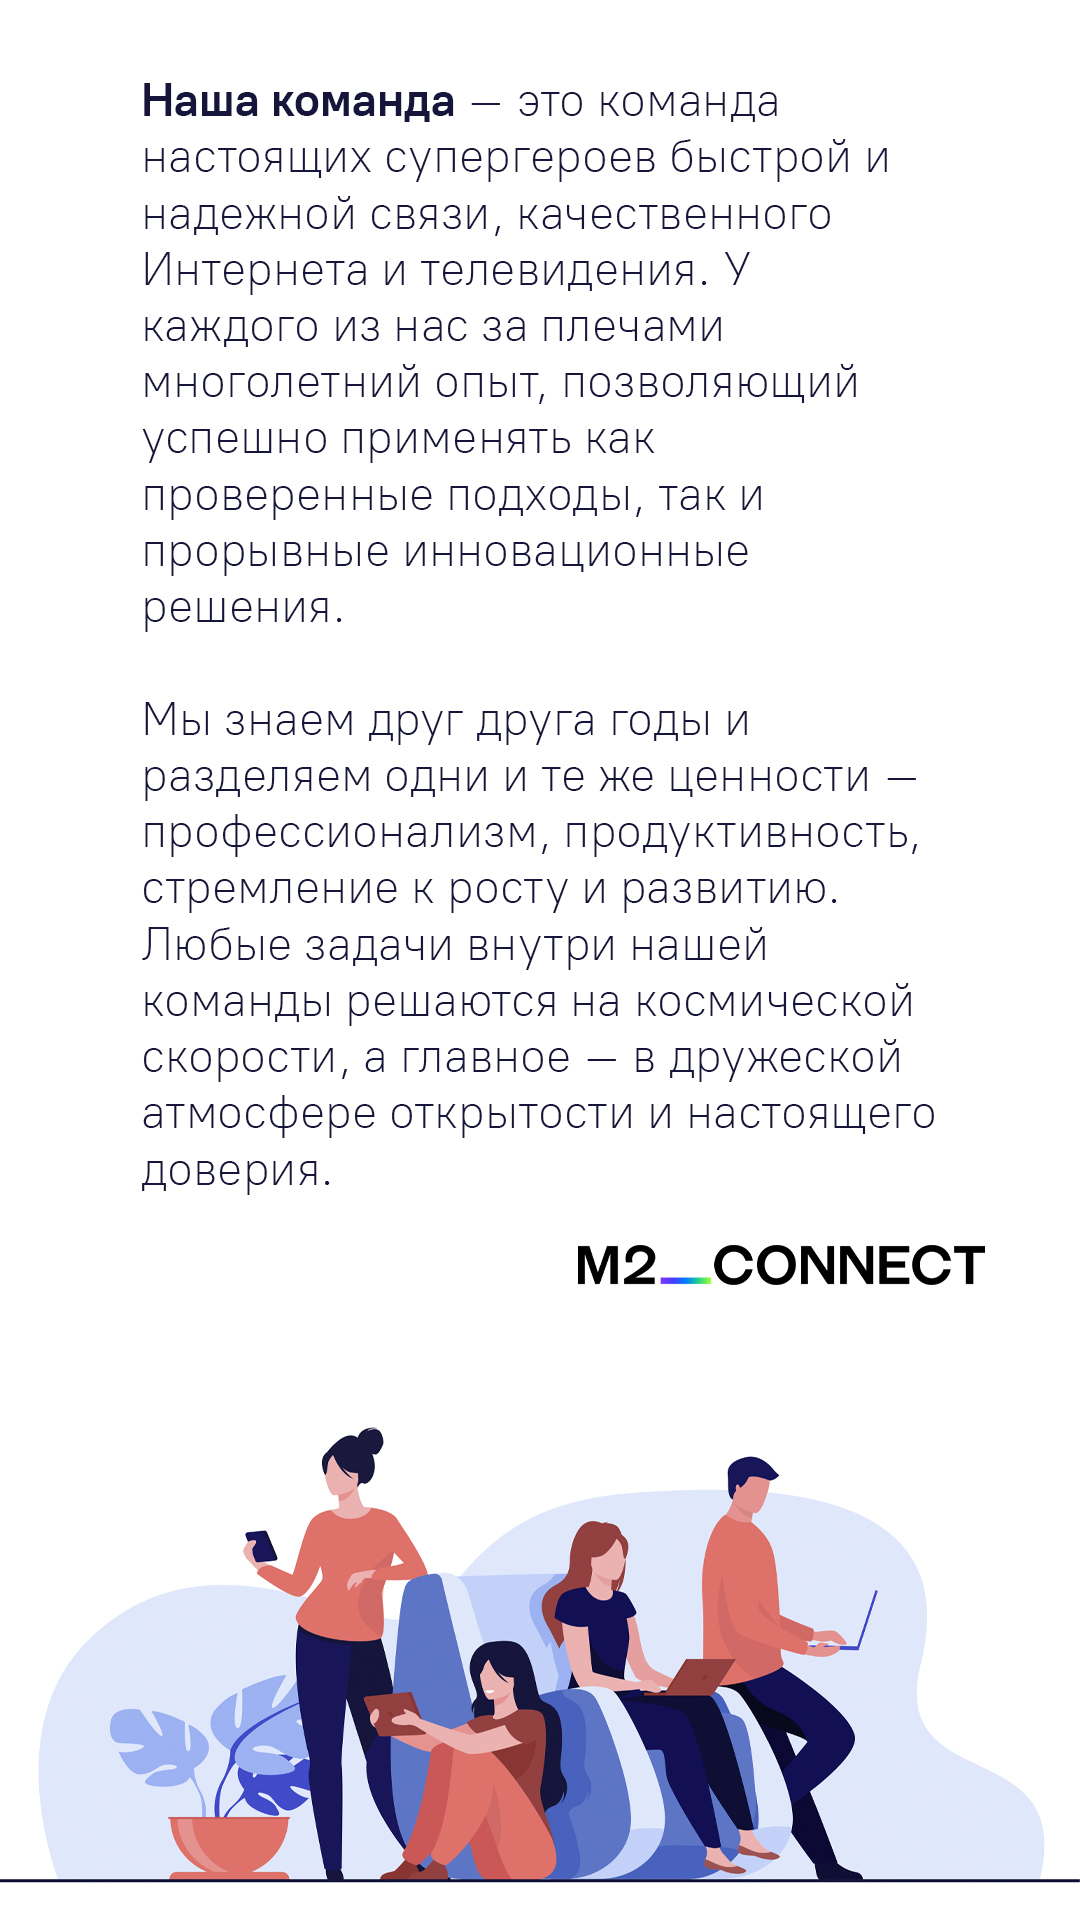 Наша команда — это команда
настоящих супергероев быстрой и
надежной связи, качественного
Интернета и телевидения. У
каждого из нас за плечами
многолетний опыт, позволяющий
успешно применять как
проверенные подходы, так и
прорывные инновационные
решения.
Мы знаем друг друга годы и
разделяем одни и те же ценности —
профессионализм, продуктивность,
стремление к росту и развитию.
Любые задачи внутри нашей
команды решаются на космической
скорости, а главное — в дружеской
атмосфере открытости и настоящего
доверия.
M2_CONNECT